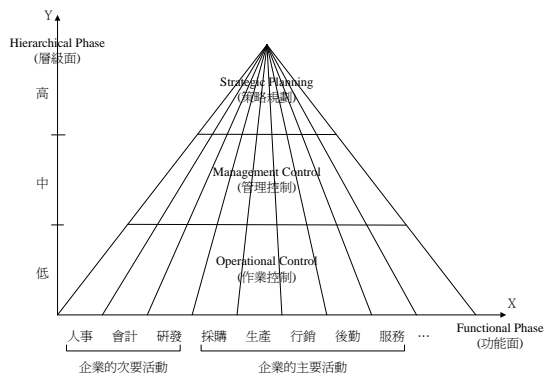 Y
Hierarchical Phase
(層級面)
Strategic Planning
(策略規劃)
高
Management Control
(管理控制)
中
Operational Control
(作業控制)
低
X
人事 會計 研發 採購 生產 行銷 後勤 服務 …
Functional Phase
(功能面)
企業的次要活動 企業的主要活動